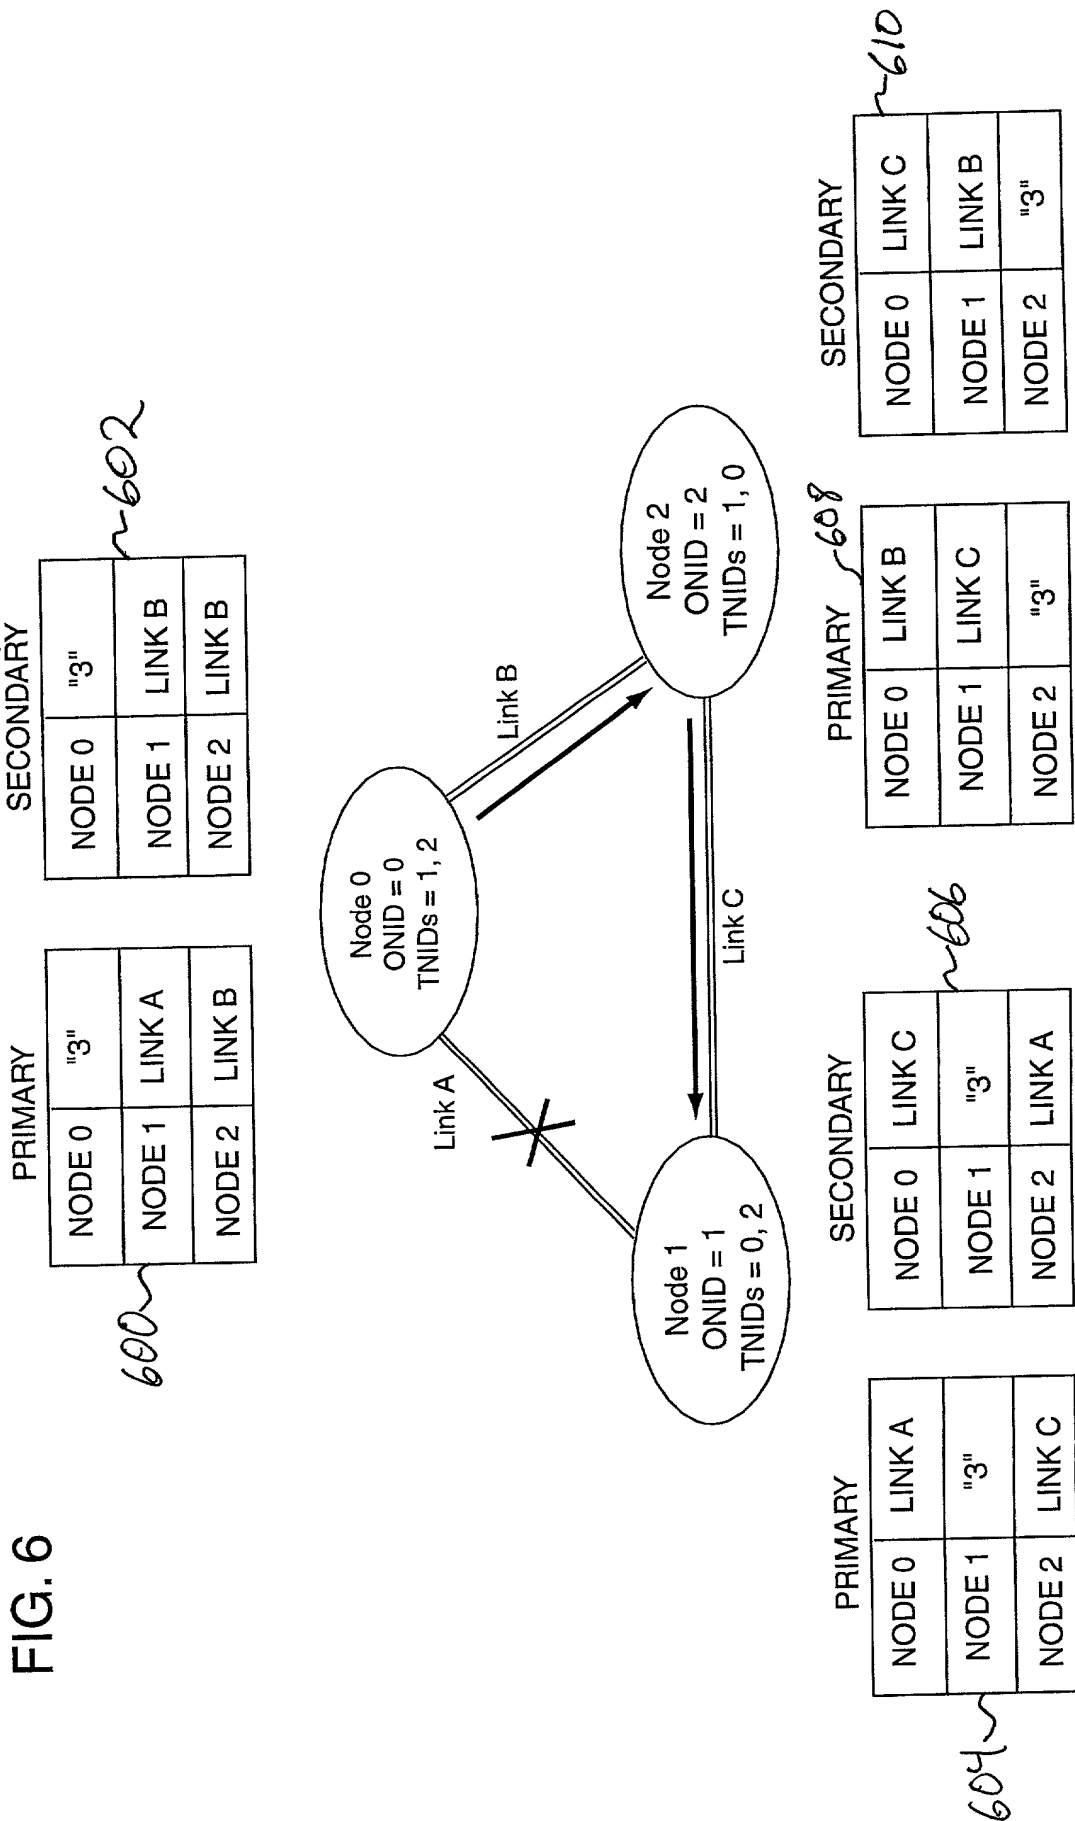 FIG. 6
PRIMARY
NODE 0 "3"
NODE 1 LINK A
NODE 2 LINK B
600
SECONDARY
NODE 0 "3"
NODE 1 LINK B
NODE 2 LINK B
602
Node 0
ONID = 0
TNIDs = 1, 2
Link A
Link B
Node 1
ONID = 1
TNIDs = 0, 2
Link C
Node 2
ONID = 2
TNIDs = 1, 0
PRIMARY
NODE 0 LINK A
NODE 1 "3"
NODE 2 LINK C
604
SECONDARY
NODE 0 LINK C
NODE 1 "3"
NODE 2 LINK A
606
PRIMARY
608
NODE 0 LINK B
NODE 1 LINK C
NODE 2 "3"
SECONDARY
NODE 0 LINK C
NODE 1 LINK B
NODE 2 "3"
610